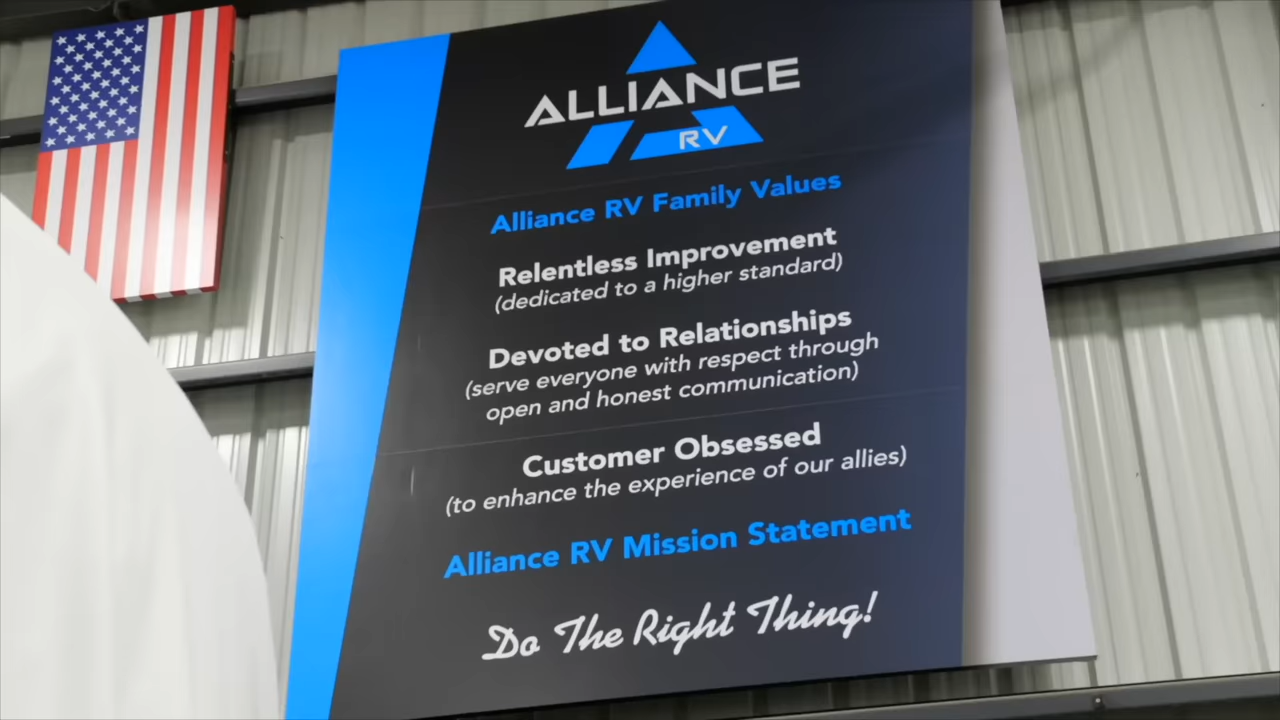 ALLIANCE
RV
Alliance RV Family Values
Relentless Improvement
(dedicated to a higher standard)
Devoted to Relationships
(serve everyone with respect through
open and honest communication)
Customer Obsessed
(to enhance the experience of our allies)
Alliance RV Mission Statement
Do The Right Thing!